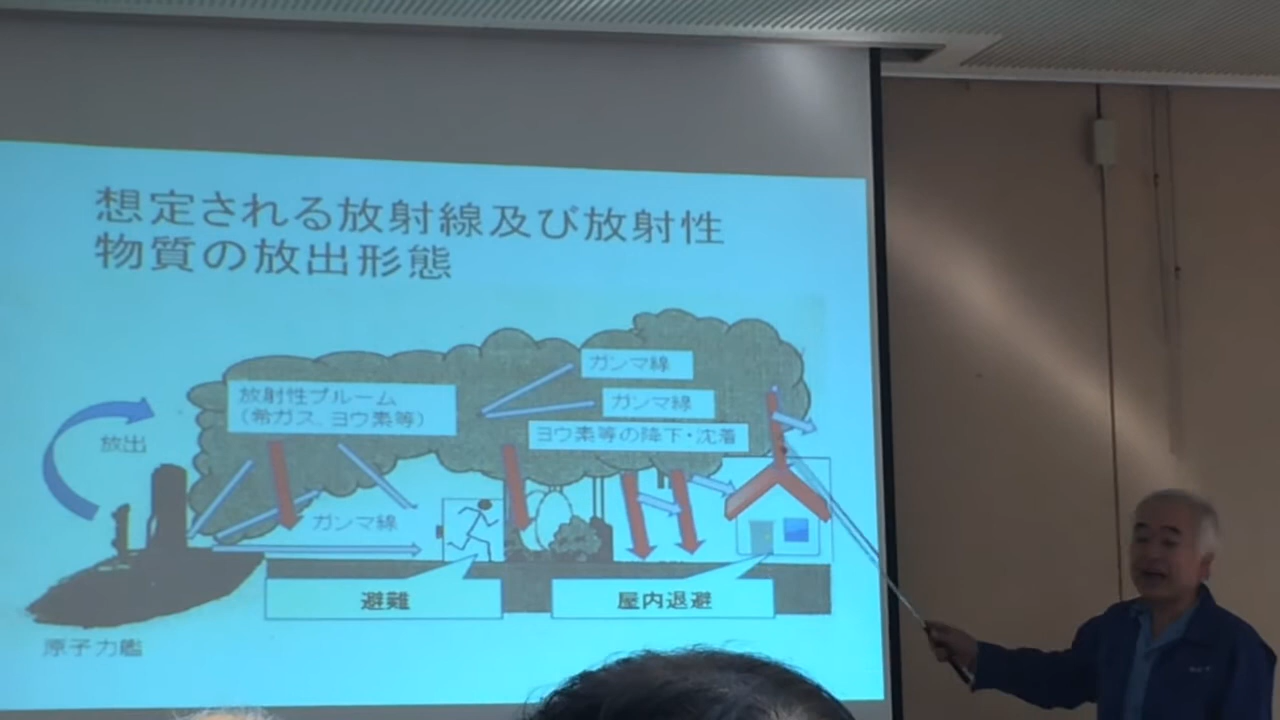 想定される放射線及び放射性
物質の放出形態
ガンマ線
放射性プルーム
(希ガス、ヨウ素等)
ガンマ線
ヨウ素等の降下・沈着
放出
ガンマ線
避難
屋内退避
原子力艦